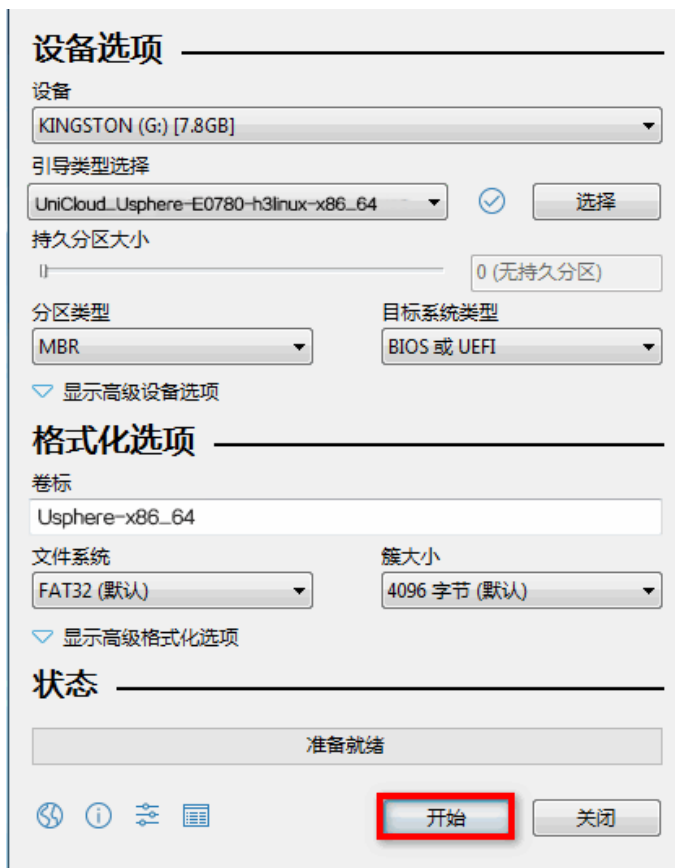 设备选项
设备
KINGSTON (G:) [7.8GB]
引导类型选择
UniCloud_Usphere-E0780-h3linux-x86_64
选择
持久分区大小
0 (无持久分区)
分区类型
目标系统类型
MBR
BIOS 或 UEFI
显示高级设备选项
格式化选项
卷标
Usphere-x86_64
文件系统
簇大小
FAT32 (默认)
4096 字节 (默认)
显示高级格式化选项
状态
准备就绪
开始
关闭